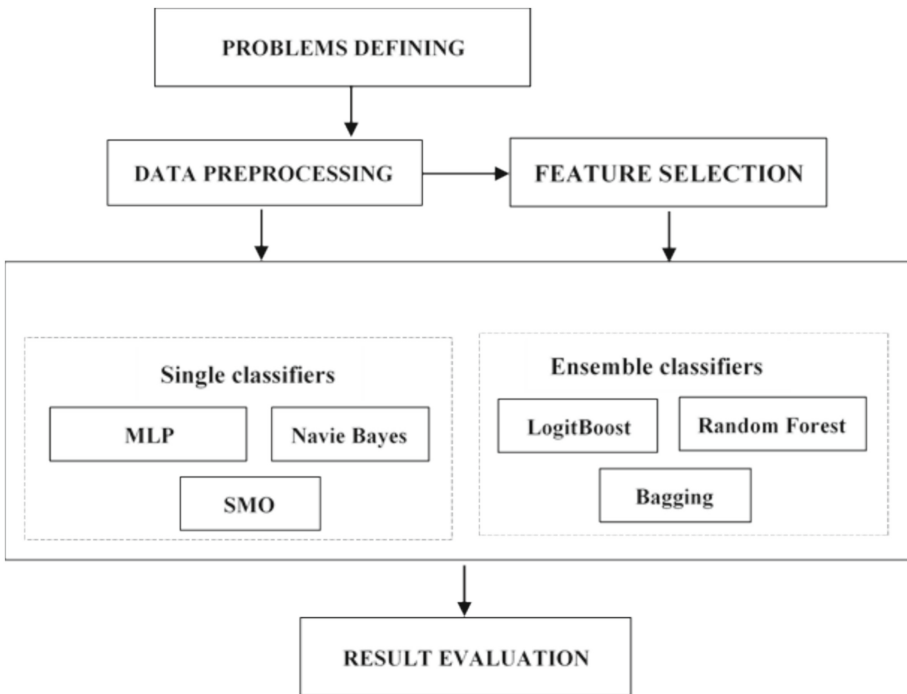 PROBLEMS DEFINING
DATA PREPROCESSING
FEATURE SELECTION
Single classifiers
MLP
Navie Bayes
SMO
Ensemble classifiers
LogitBoost
Random Forest
Bagging
RESULT EVALUATION